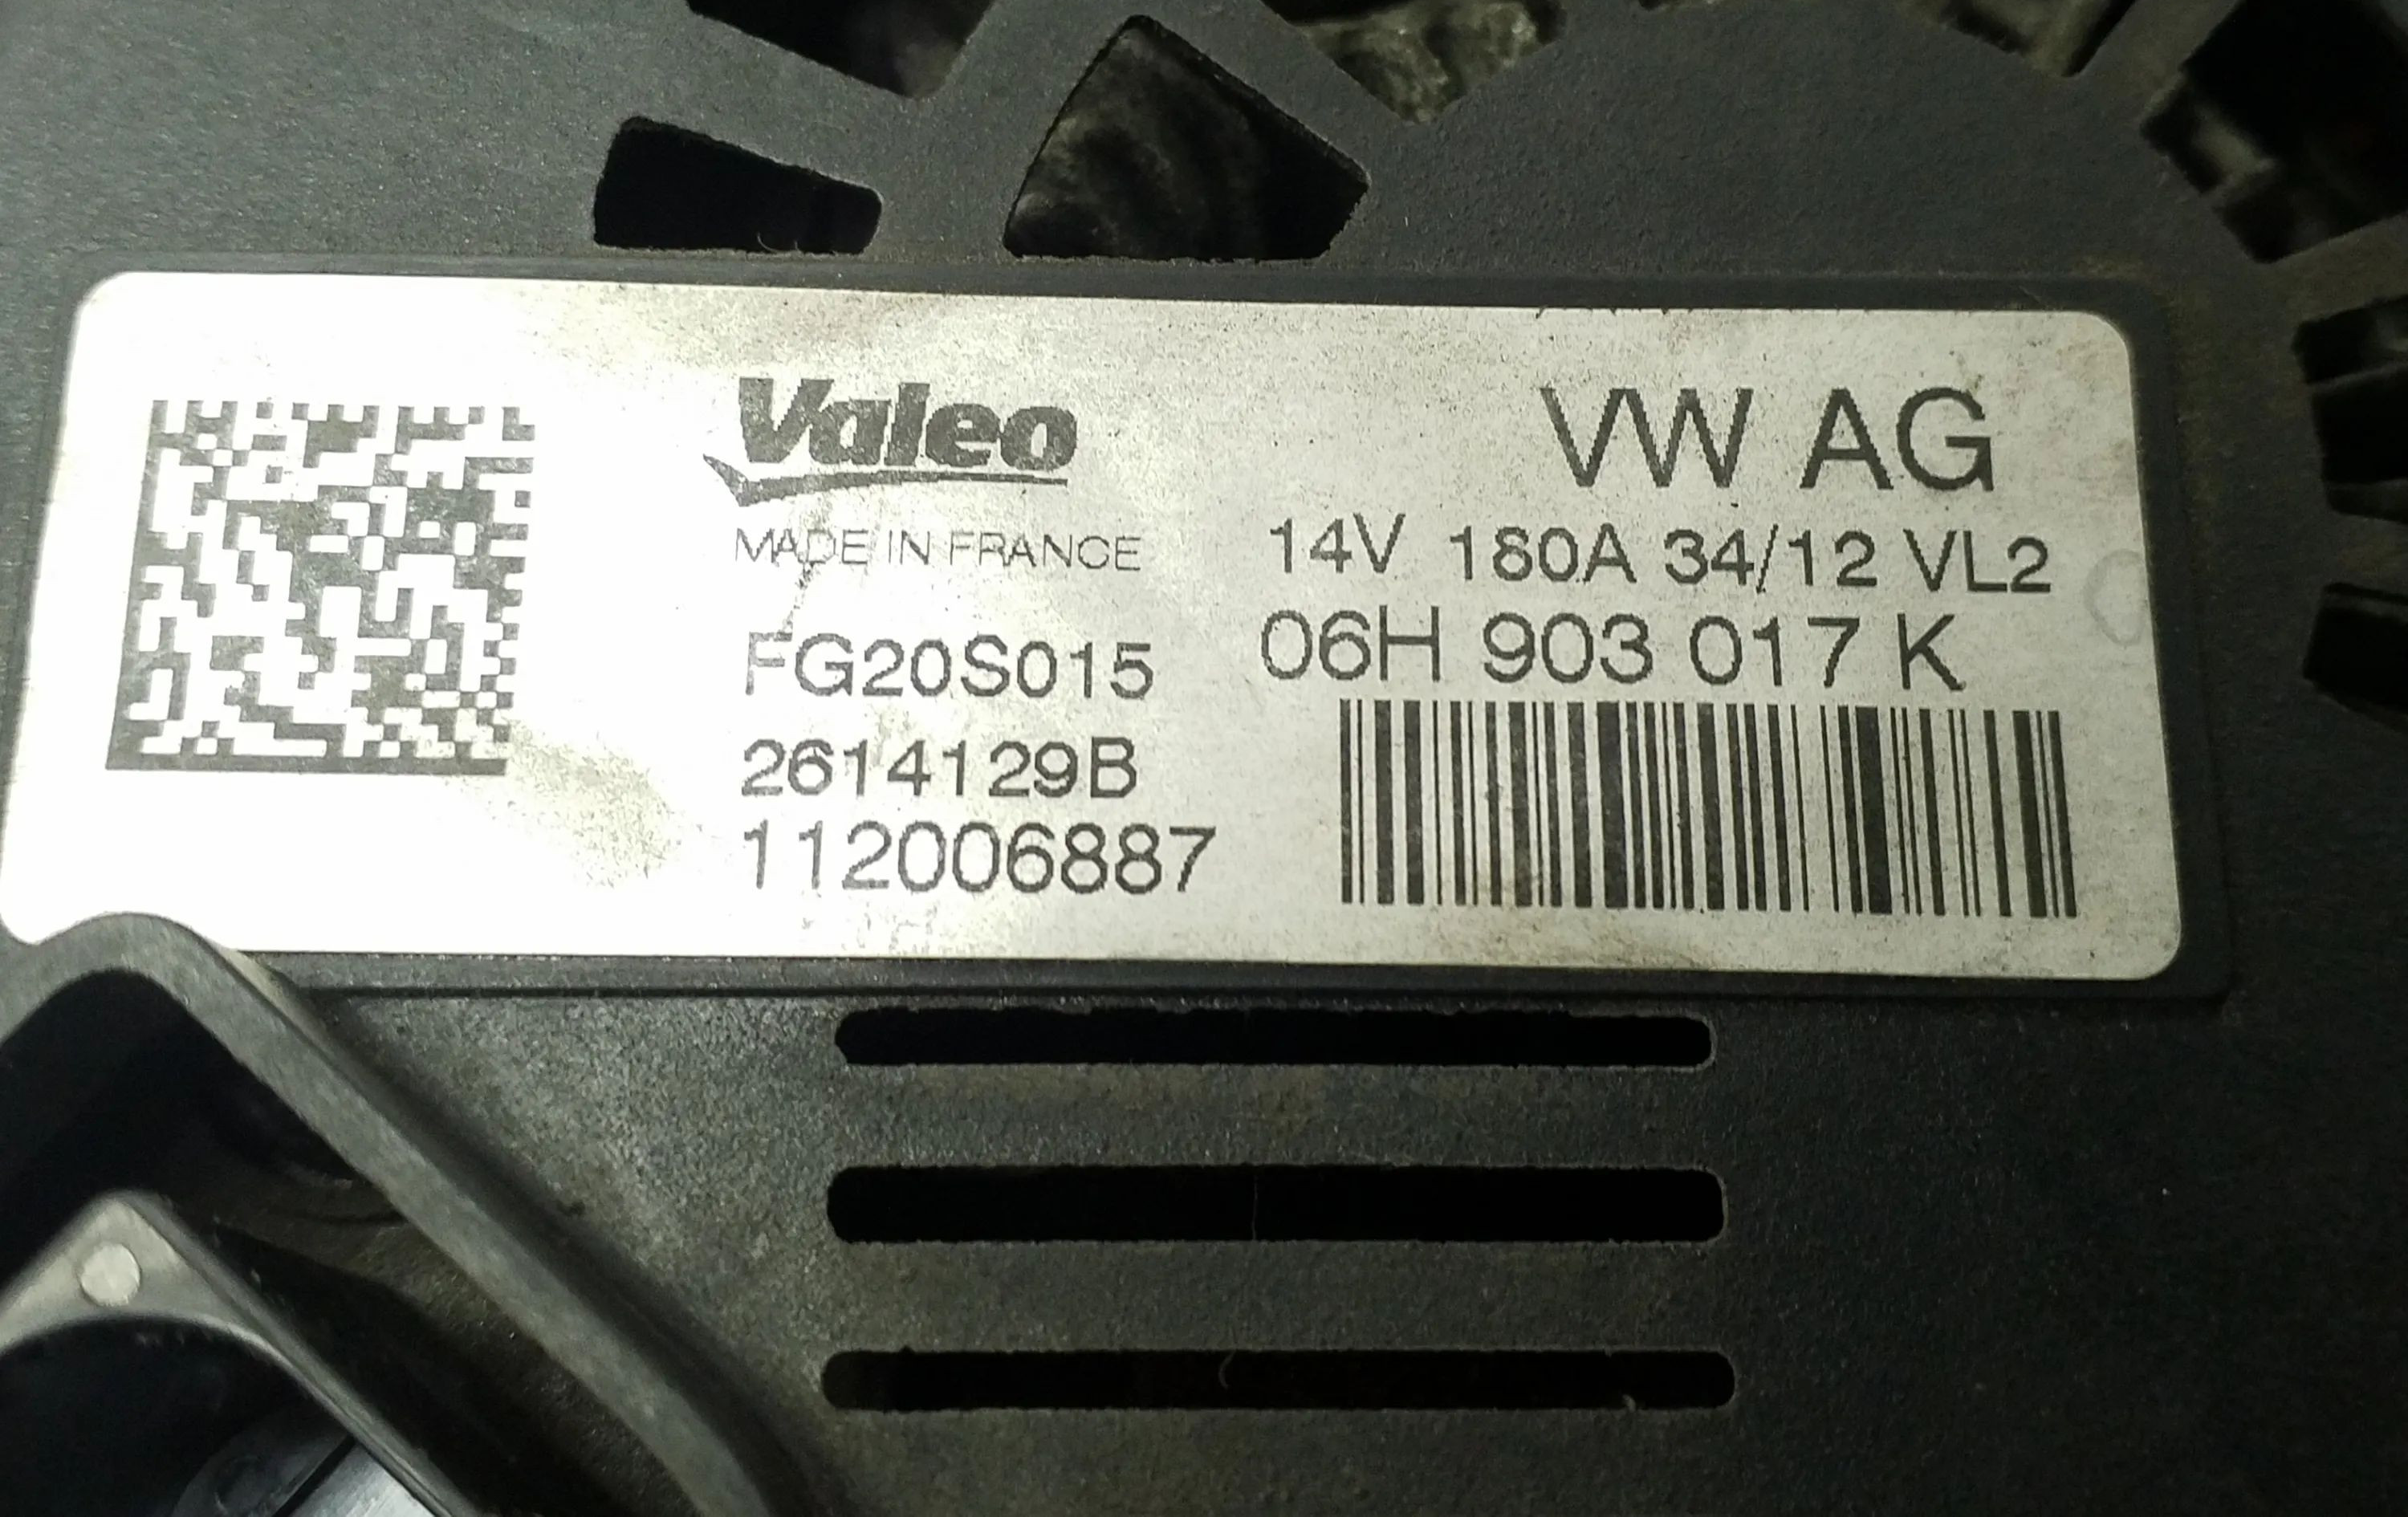 Valeo
MADE IN FRANCE
FG20S015
2614129B
112006887
VW AG
14V 180A 34/12 VL2
06H 903 017 K